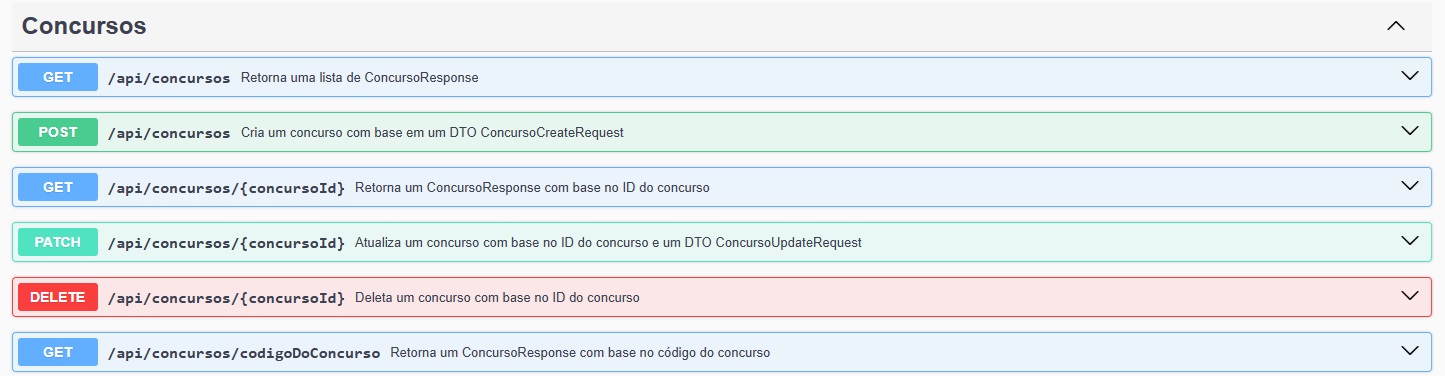 Concursos
GET /api/concursos Retorna uma lista de ConcursoResponse
POST /api/concursos Cria um concurso com base em um DTO ConcursoCreateRequest
GET /api/concursos/{concursoId} Retorna um ConcursoResponse com base no ID do concurso
PATCH /api/concursos/{concursoId} Atualiza um concurso com base no ID do concurso e um DTO ConcursoUpdateRequest
DELETE /api/concursos/{concursoId} Deleta um concurso com base no ID do concurso
GET /api/concursos/codigoDoConcurso Retorna um ConcursoResponse com base no código do concurso